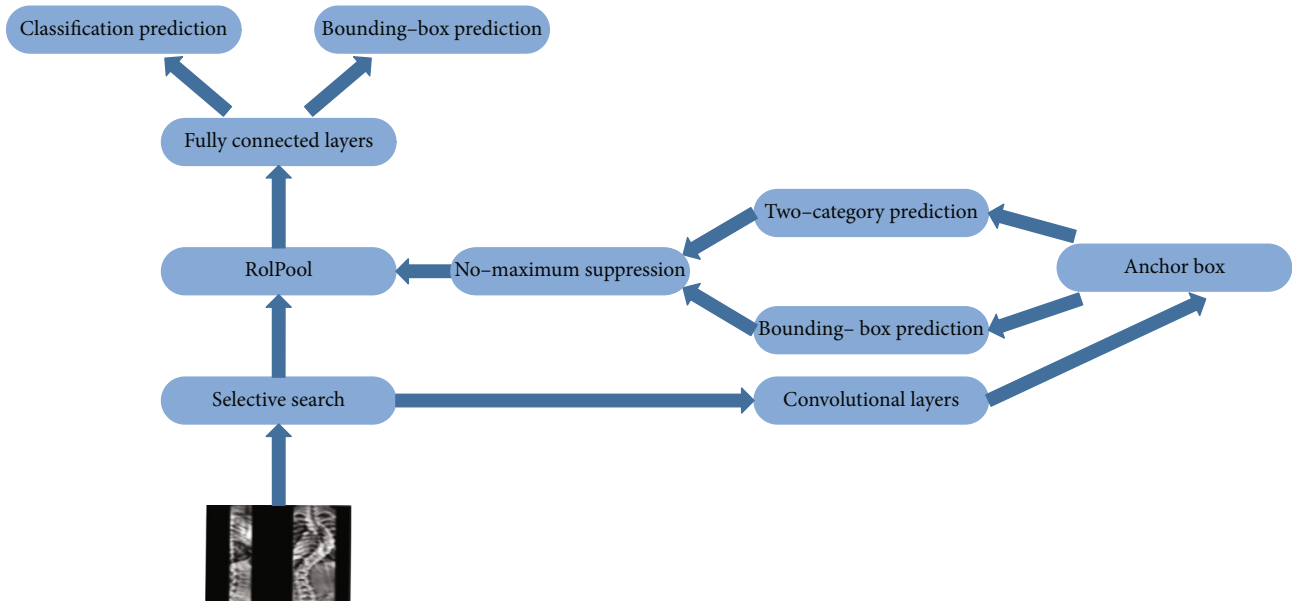 Classification prediction
Bounding–box prediction
Fully connected layers
Two–category prediction
RolPool
No–maximum suppression
Anchor box
Bounding– box prediction
Selective search
Convolutional layers